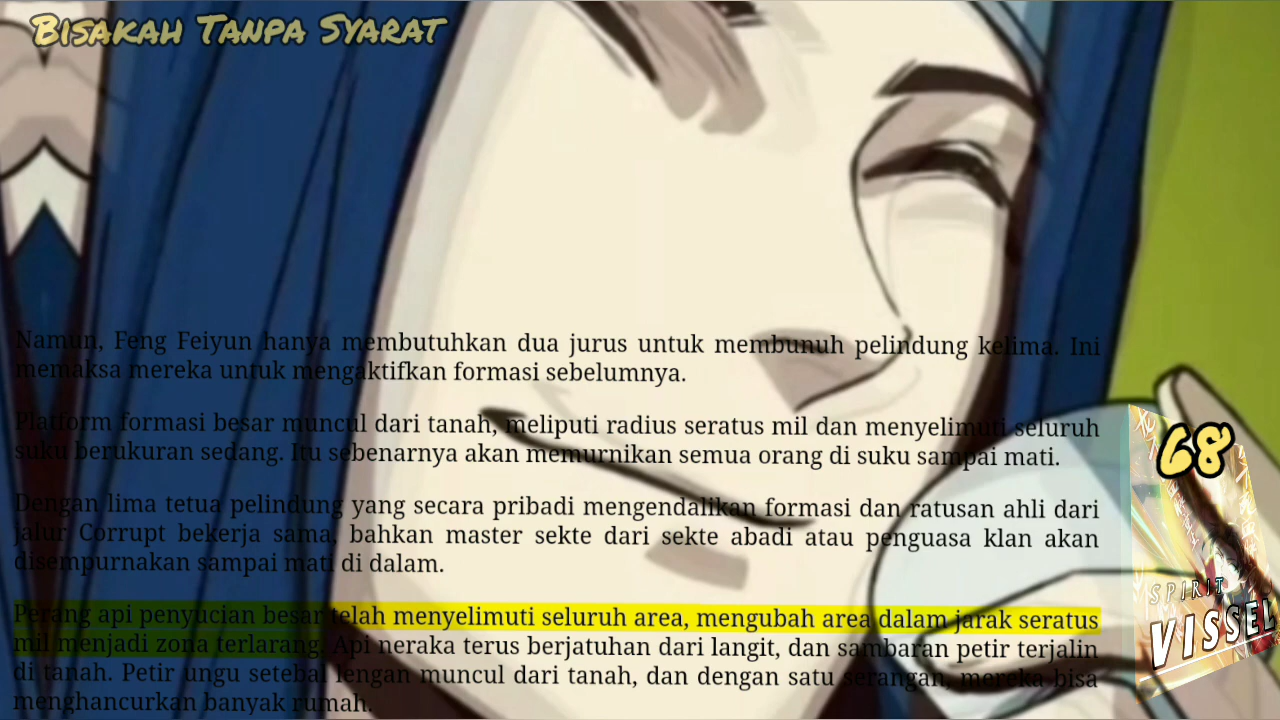 Bisakah Tanpa Syarat
Namun, Feng Feiyun hanya membutuhkan dua jurus untuk membunuh pelindung kelima. Ini
memaksa mereka untuk mengaktifkan formasi sebelumnya.
Platform formasi besar muncul dari tanah, meliputi radius seratus mil dan menyelimuti seluruh
suku berukuran sedang. Itu sebenarnya akan memurnikan semua orang di suku sampai mati.
68
Dengan lima tetua pelindung yang secara pribadi mengendalikan formasi dan ratusan ahli dari
jalur Corrupt bekerja sama, bahkan master sekte dari sekte abadi atau penguasa klan akan
disempurnakan sampai mati di dalam.
Perang api penyucian besar telah menyelimuti seluruh area, mengubah area dalam jarak seratus
mil menjadi zona terlarang. Api neraka terus berjatuhan dari langit, dan sambaran petir terjalin
di tanah. Petir ungu setebal lengan muncul dari tanah, dan dengan satu serangan, mereka bisa
menghancurkan banyak rumah.
SPIRIT
VISSEL